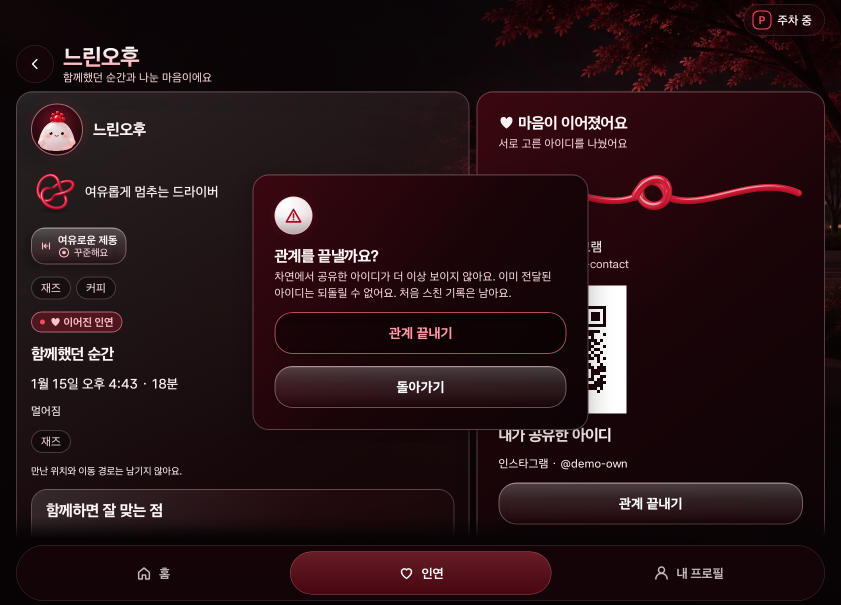 P 주차 중
느린오후
함께했던 순간과 나눈 마음이에요
느린오후
여유롭게 멈추는 드라이버
여유로운 제동
꾸준해요
재즈
커피
이어진 인연
함께했던 순간
1월 15일 오후 4:43 · 18분
멀어짐
재즈
만난 위치와 이동 경로는 남기지 않아요.
함께하면 잘 맞는 점
마음이 이어졌어요
서로 고른 아이디를 나눴어요
램
contact
내가 공유한 아이디
인스타그램 · @demo-own
관계 끝내기
관계를 끝낼까요?
차연에서 공유한 아이디가 더 이상 보이지 않아요. 이미 전달된
아이디는 되돌릴 수 없어요. 처음 스친 기록은 남아요.
관계 끝내기
돌아가기
홈
인연
내 프로필